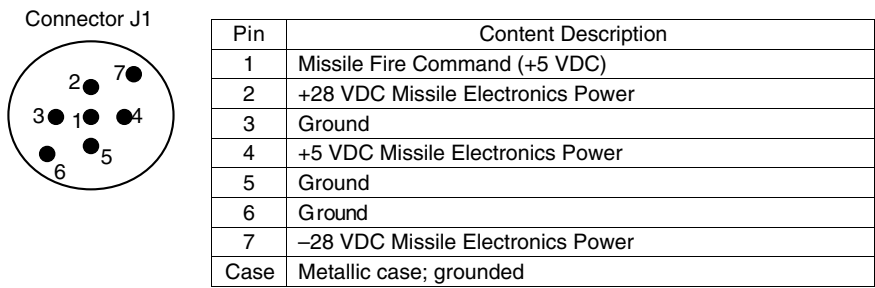 Connector J1
2
7
3
1
4
5
6
Pin Content Description
1 Missile Fire Command (+5 VDC)
2 +28 VDC Missile Electronics Power
3 Ground
4 +5 VDC Missile Electronics Power
5 Ground
6 Ground
7 –28 VDC Missile Electronics Power
Case Metallic case; grounded